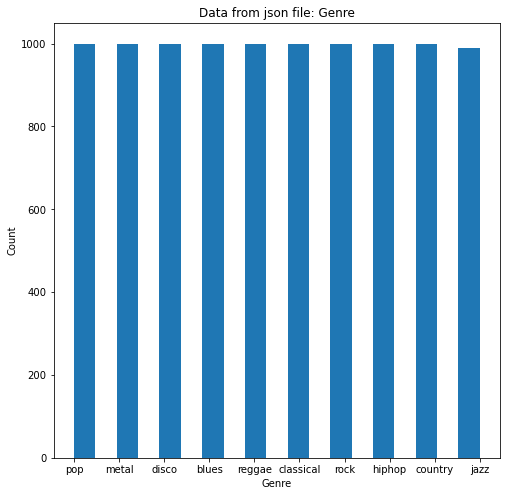 Data from json file: Genre
1000
800
600
400
200
0
Count
pop metal disco blues reggae classical rock hiphop country jazz
Genre